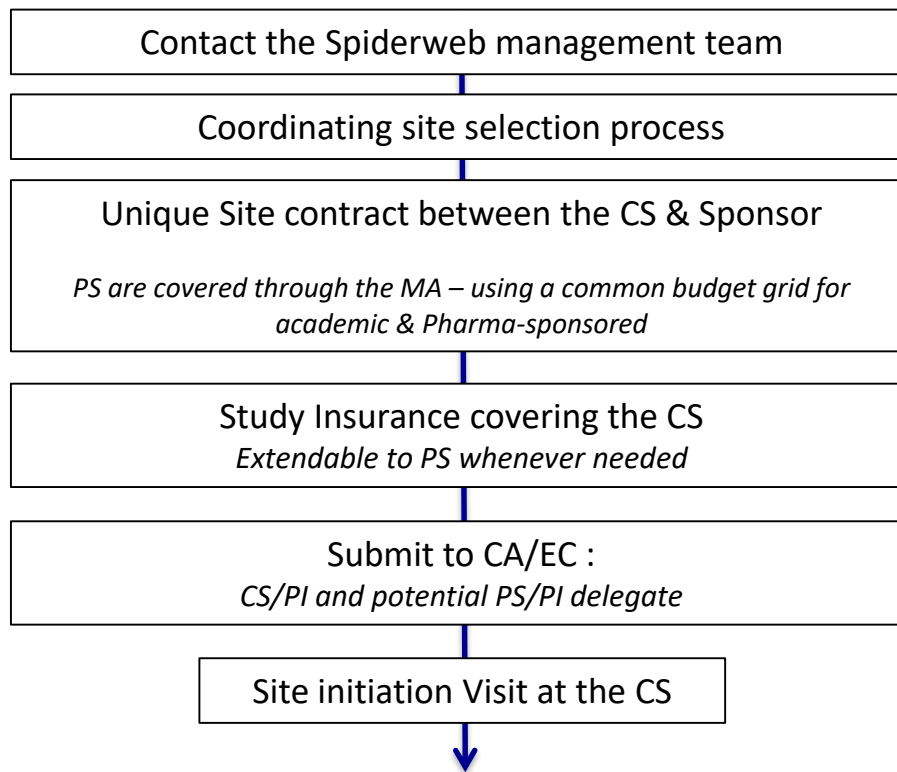 Contact the Spiderweb management team
Coordinating site selection process
Unique Site contract between the CS & Sponsor
PS are covered through the MA – using a common budget grid for
academic & Pharma-sponsored
Study Insurance covering the CS
Extendable to PS whenever needed
Submit to CA/EC :
CS/PI and potential PS/PI delegate
Site initiation Visit at the CS